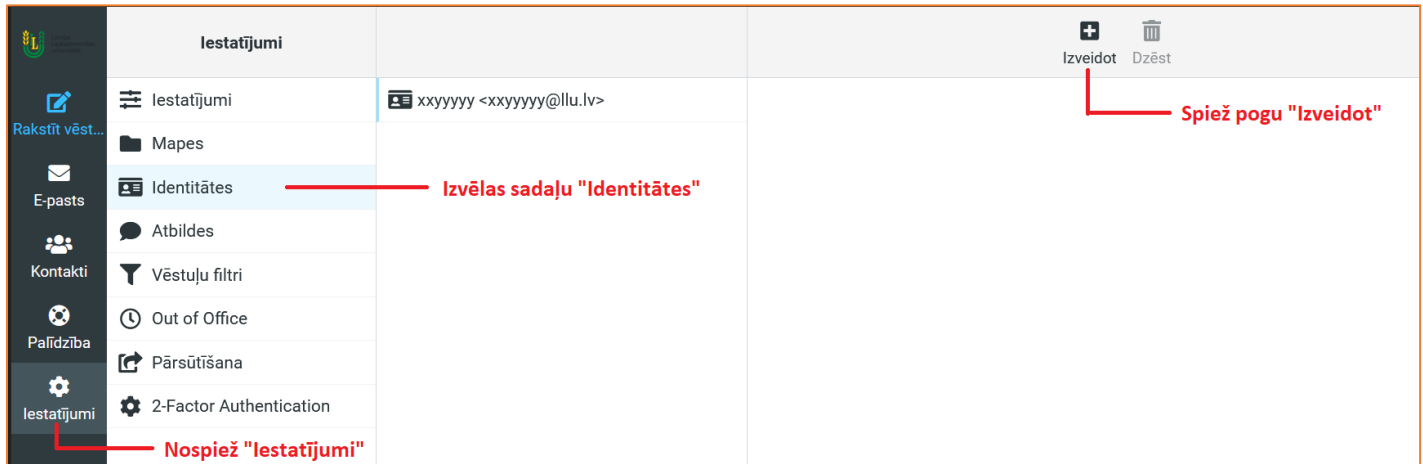 L
Iestatījumi
Izveidot
Dzēst
Rakstīt vēst...
E-pasts
Kontakti
Palīdzība
Iestatījumi
Iestatījumi
Mapes
Identitātes
Atbildes
Vēstuļu filtri
Out of Office
Pārsūtīšana
2-Factor Authentication
xxyyyyy <xxyyyyy@llu.lv>
Spiež pogu "Izveidot"
Izvēlas sadaļu "Identitātes"
Nospiež "Iestatījumi"